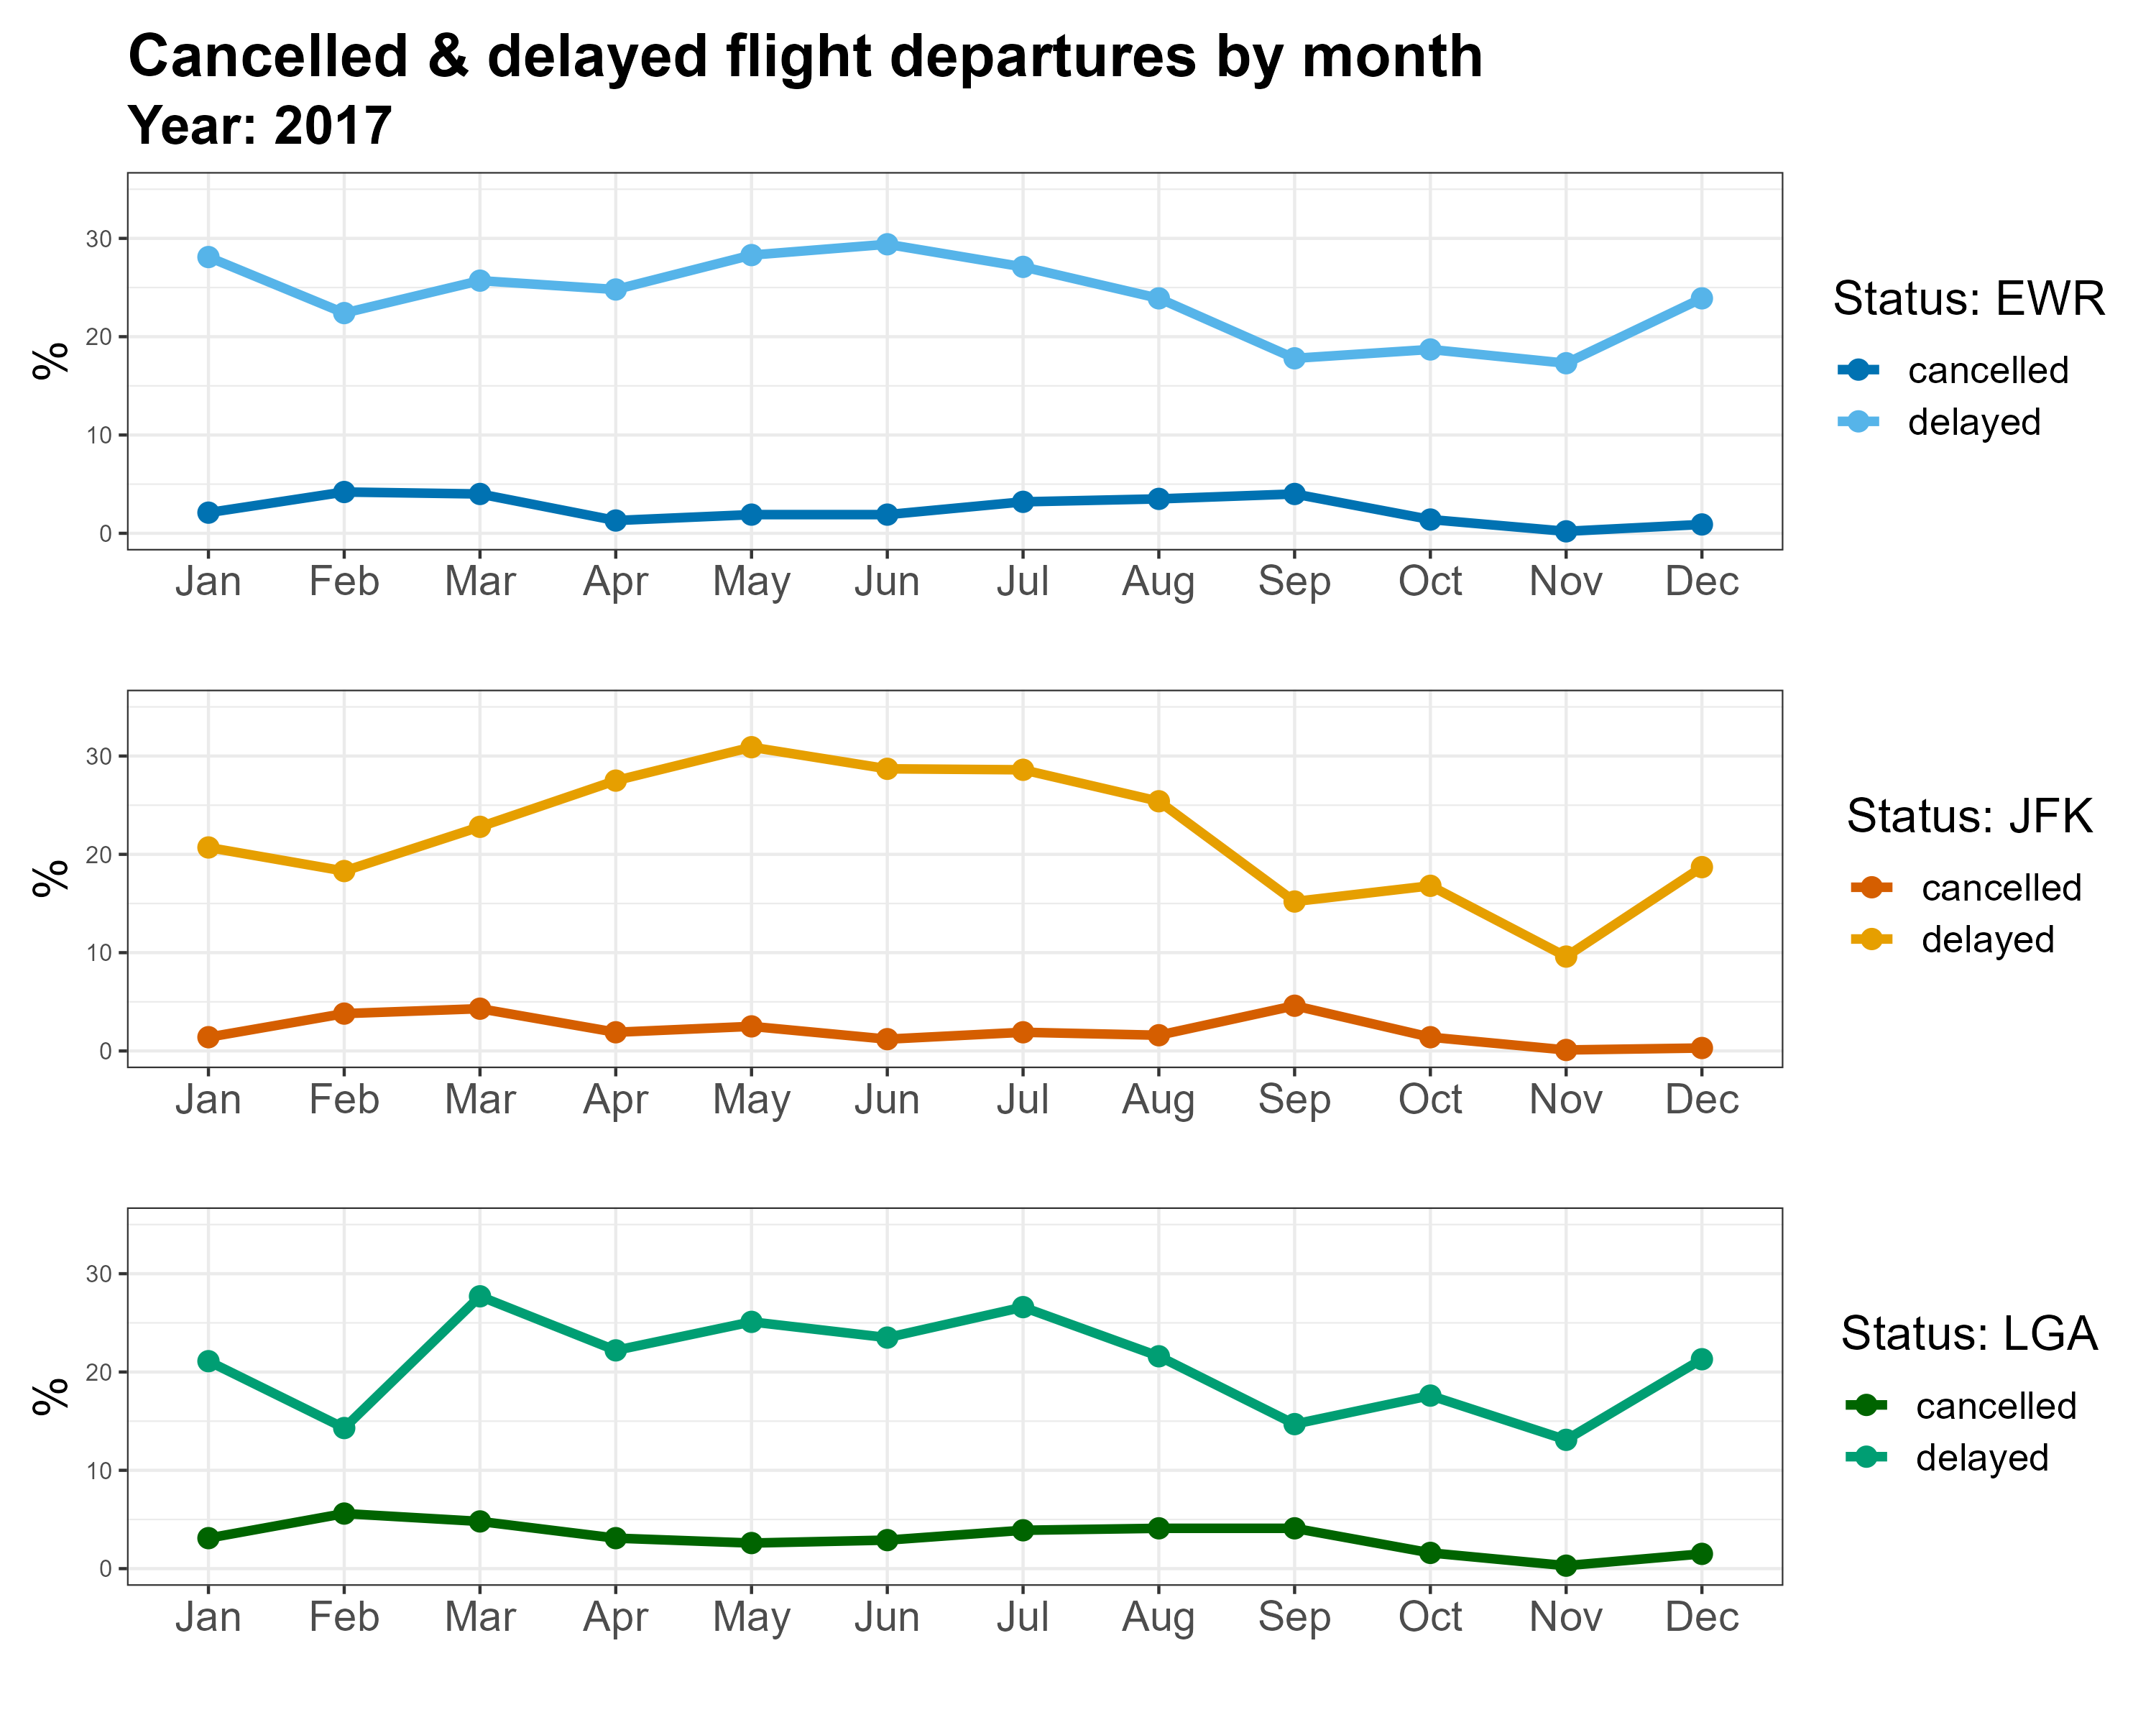 Cancelled & delayed flight departures by month
Year: 2017
30
20
10
0
%
Jan Feb Mar Apr May Jun Jul Aug Sep Oct Nov Dec
Status: EWR
cancelled
delayed
30
20
10
0
%
Jan Feb Mar Apr May Jun Jul Aug Sep Oct Nov Dec
Status: JFK
cancelled
delayed
30
20
10
0
%
Jan Feb Mar Apr May Jun Jul Aug Sep Oct Nov Dec
Status: LGA
cancelled
delayed